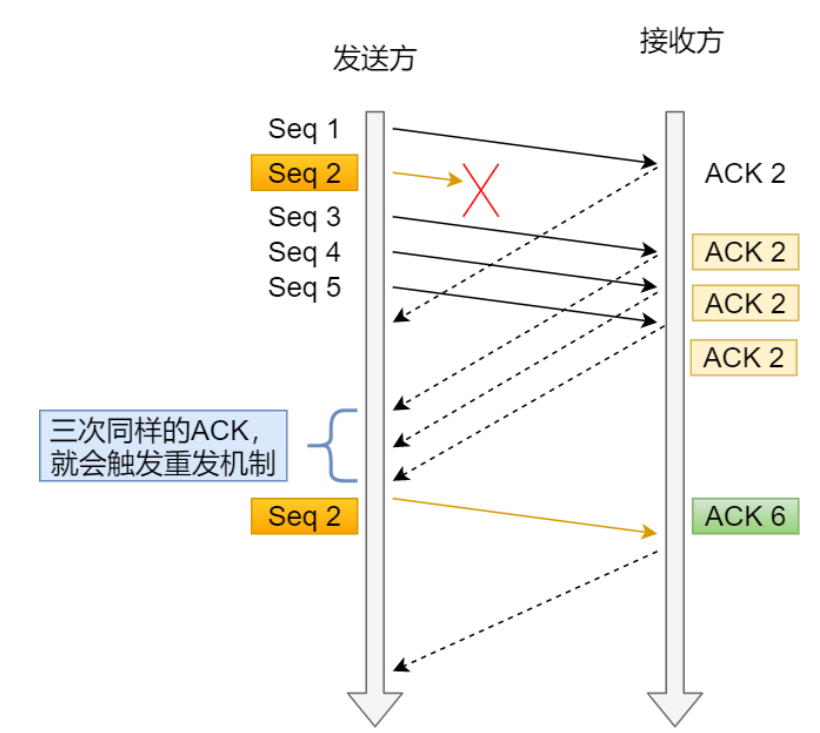 发送方
接收方
Seq 1
Seq 2
ACK 2
Seq 3
Seq 4
ACK 2
Seq 5
ACK 2
ACK 2
三次同样的ACK，
就会触发重发机制
Seq 2
ACK 6